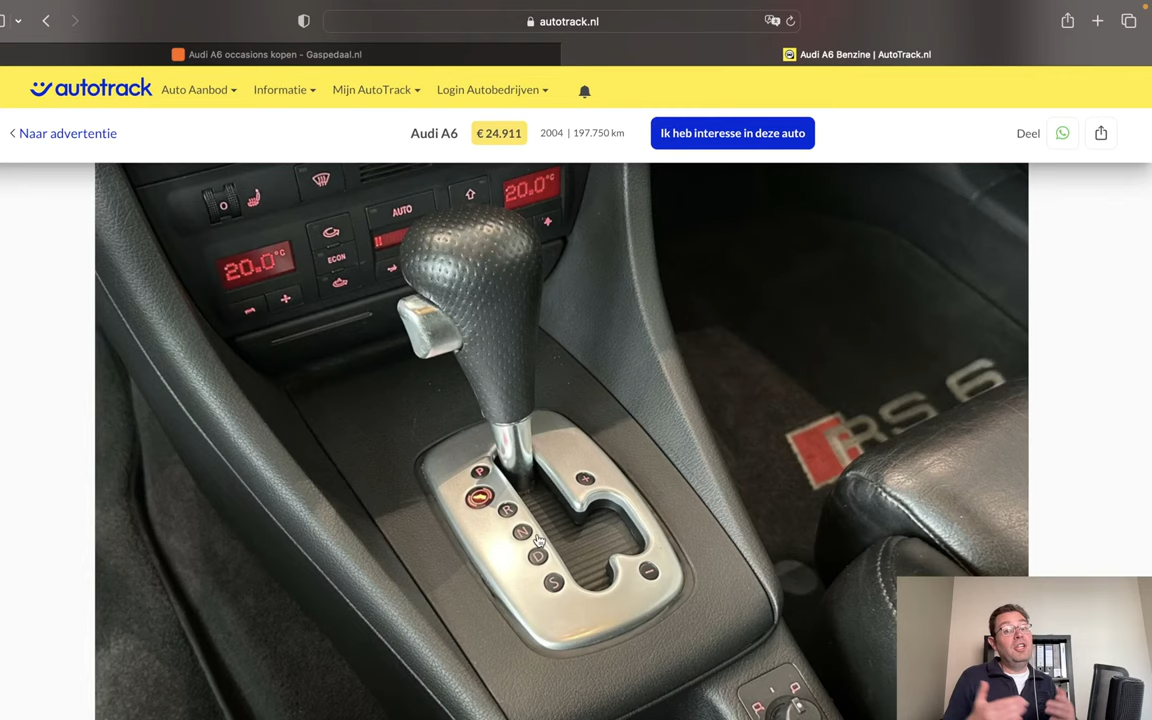 autotrack.nl
Audi A6 occasions kopen - Gaspedaal.nl
Audi A6 Benzine | AutoTrack.nl
autotrack Auto Aanbod Informatie Mijn AutoTrack Login Autobedrijven
Naar advertentie
Audi A6 € 24.911 2004 | 197.750 km
Ik heb interesse in deze auto
Deel
20.0°C
AUTO
20.0°C
ECON
RS 6
P
R
N
D
S
+
−